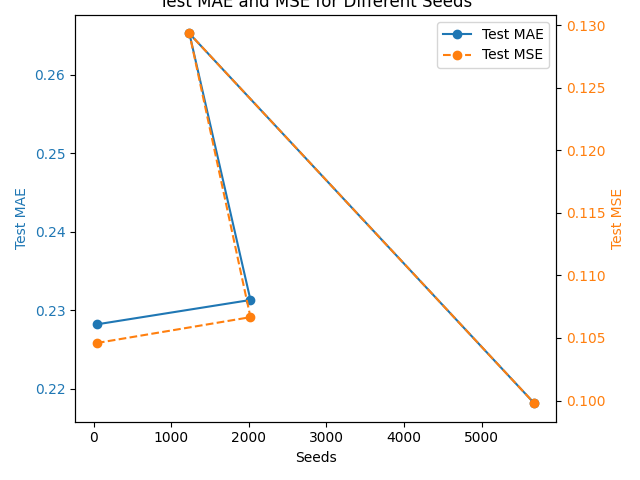 Test MAE and MSE for Different Seeds
Test MAE
Test MSE
0.26
0.25
0.24
0.23
0.22
Test MAE
0.130
0.125
0.120
0.115
0.110
0.105
0.100
Test MSE
0 1000 2000 3000 4000 5000
Seeds